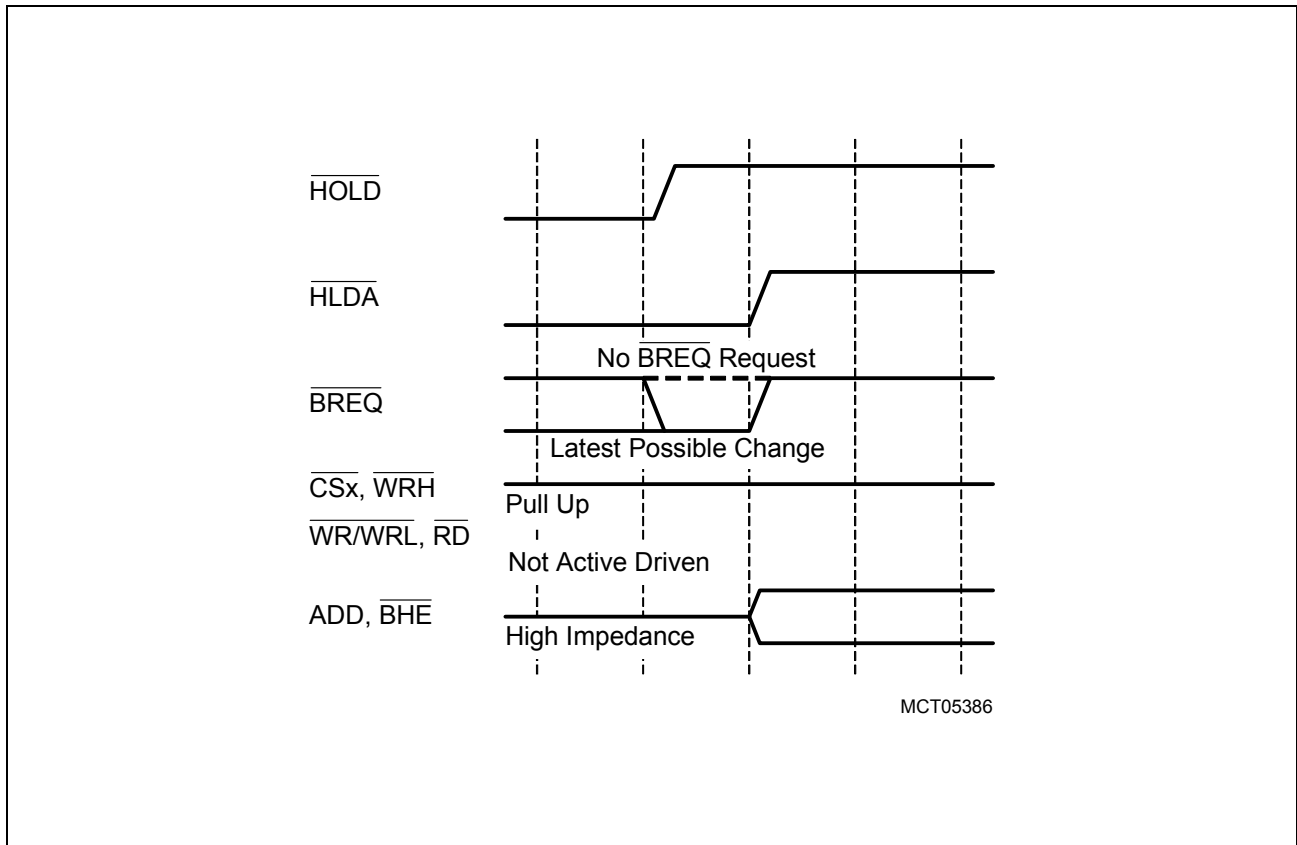 HOLD
HLDA
No BREQ Request
BREQ
Latest Possible Change
CSx, WRH
Pull Up
WR/WRL, RD
Not Active Driven
ADD, BHE
High Impedance
MCT05386